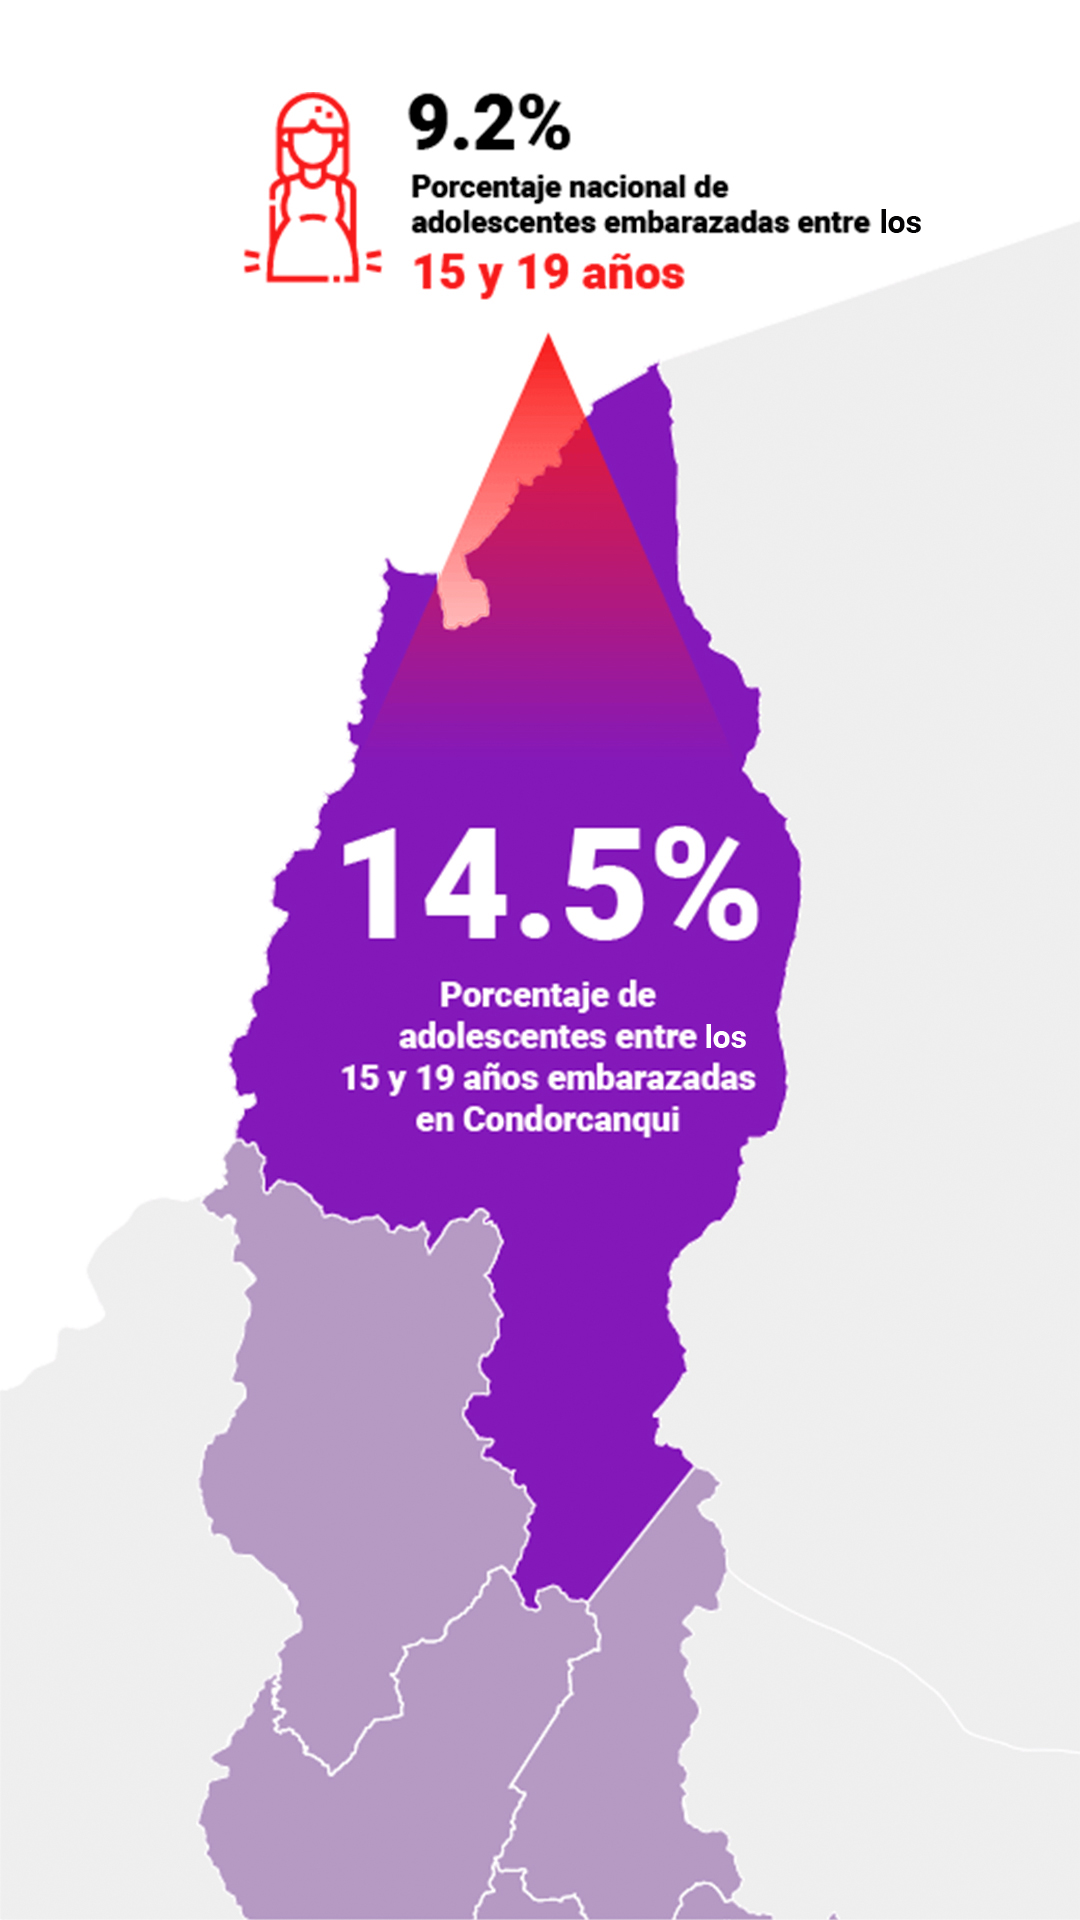 9.2%
Porcentaje nacional de
adolescentes embarazadas entre los
15 y 19 años
14.5%
Porcentaje de
adolescentes entre los
15 y 19 años embarazadas
en Condorcanqui